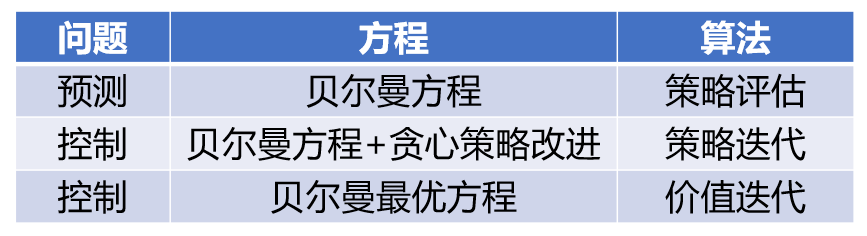 问题 方程 算法
预测 贝尔曼方程 策略评估
控制 贝尔曼方程+贪心策略改进 策略迭代
控制 贝尔曼最优方程 价值迭代